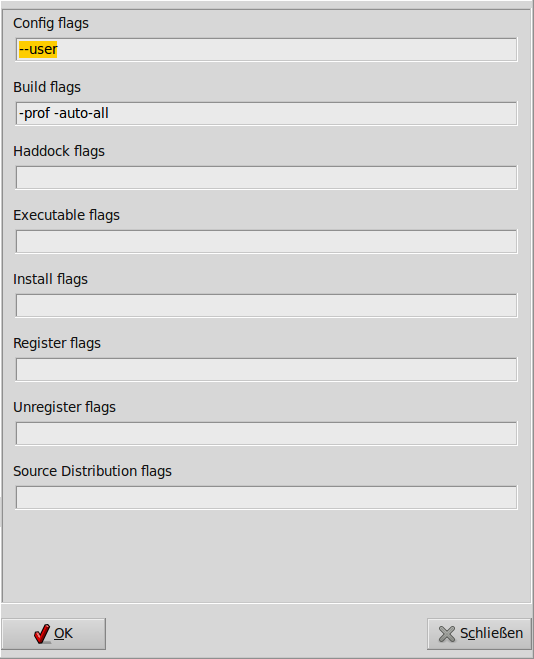 Config flags
--user
Build flags
-prof -auto-all
Haddock flags
Executable flags
Install flags
Register flags
Unregister flags
Source Distribution flags
OK
Schließen